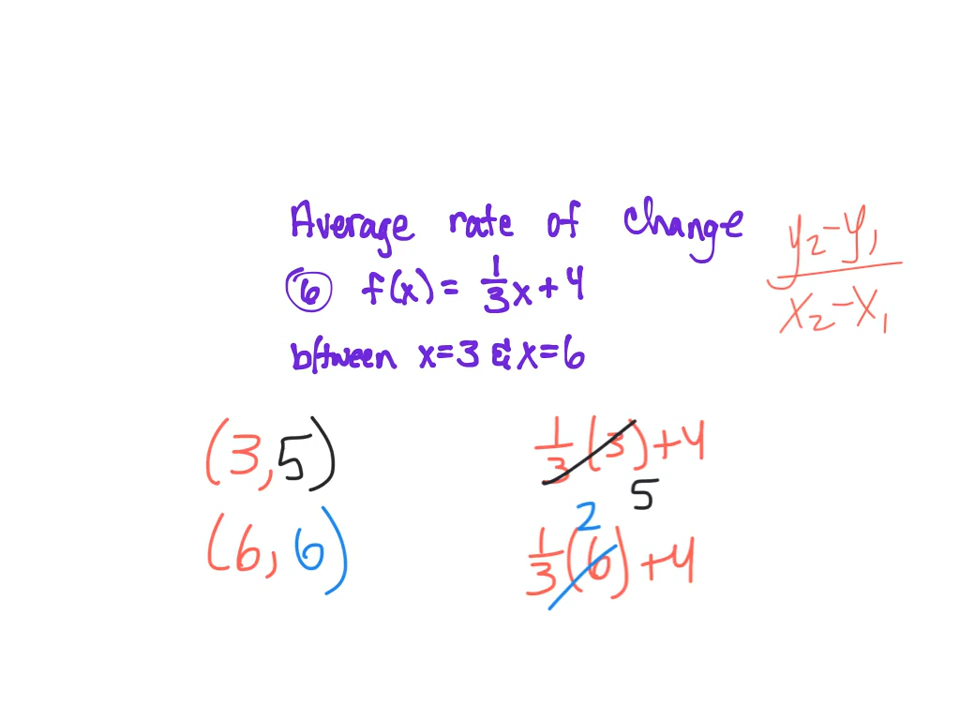 Average rate of change
y2-y1
x2-x1
6 f(x) = 1/3x+4
between x=3 & x=6
(3,5)
1/3(3)+4
5
(6,6)
2
1/3(6)+4